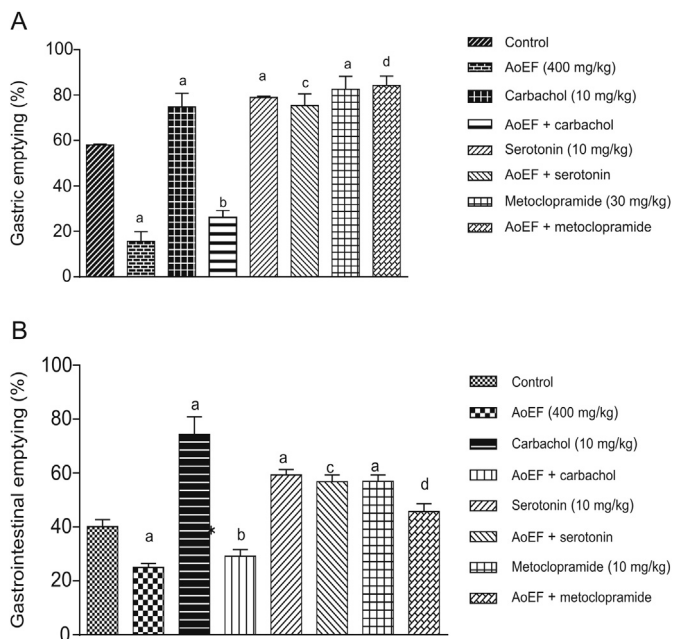 A
Gastric emptying (%)
100
80
60
40
20
0
a
a
b
a
c
a
d
Control
AoEF (400 mg/kg)
Carbachol (10 mg/kg)
AoEF + carbachol
Serotonin (10 mg/kg)
AoEF + serotonin
Metoclopramide (30 mg/kg)
AoEF + metoclopramide
B
Gastrointestinal emptying (%)
100
80
60
40
20
0
a
a
*
b
a
c
a
d
Control
AoEF (400 mg/kg)
Carbachol (10 mg/kg)
AoEF + carbachol
Serotonin (10 mg/kg)
AoEF + serotonin
Metoclopramide (10 mg/kg)
AoEF + metoclopramide